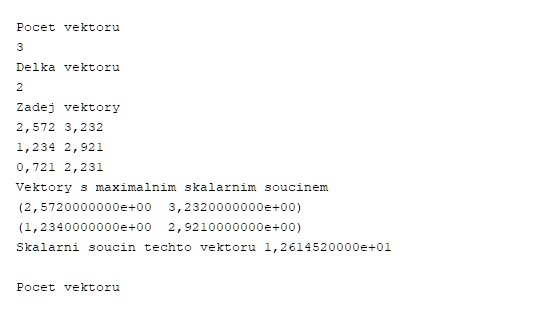 Pocet vektoru
3
Delka vektoru
2
Zadej vektory
2,572 3,232
1,234 2,921
0,721 2,231
Vektory s maximalnim skalarnim soucinem
(2,5720000000e+00  3,2320000000e+00)
(1,2340000000e+00  2,9210000000e+00)
Skalarni soucin techto vektoru 1,2614520000e+01
Pocet vektoru